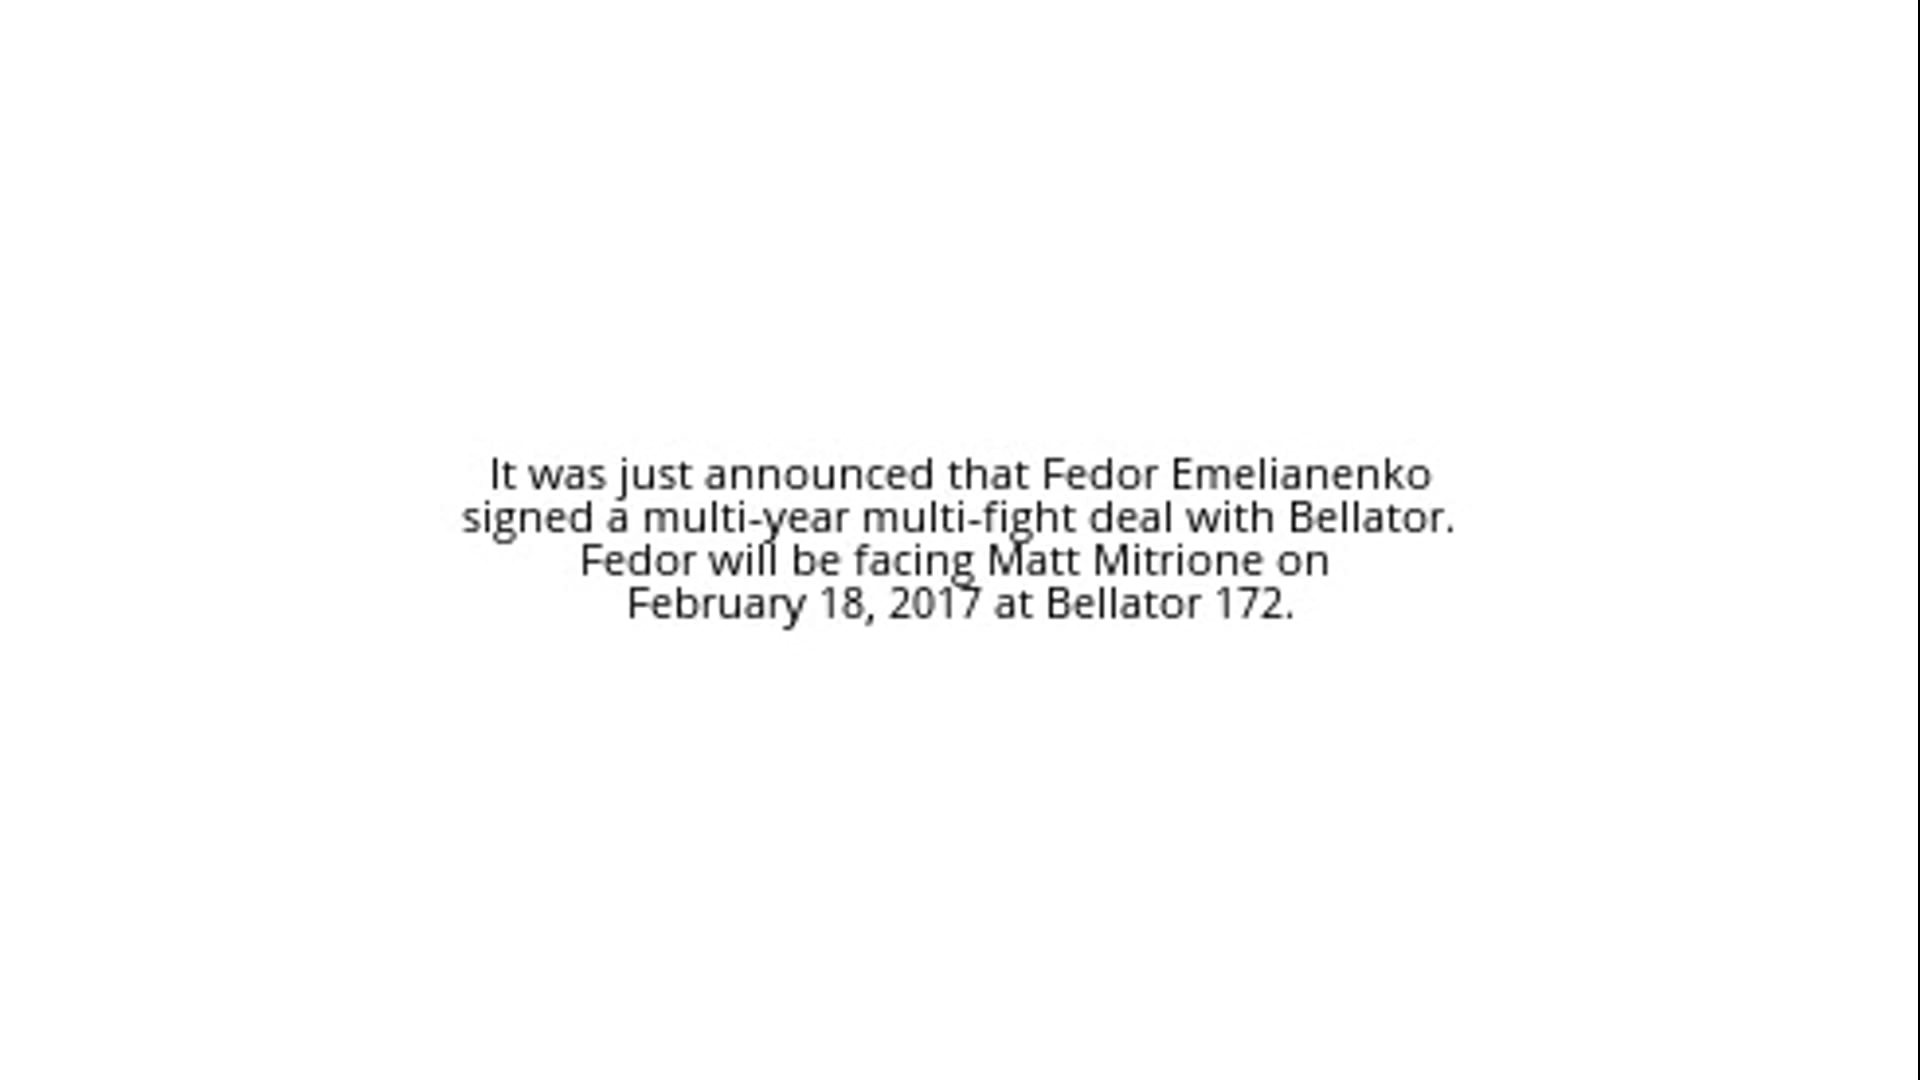 It was just announced that Fedor Emelianenko
signed a multi-year multi-fight deal with Bellator.
Fedor will be facing Matt Mitrione on
February 18, 2017 at Bellator 172.